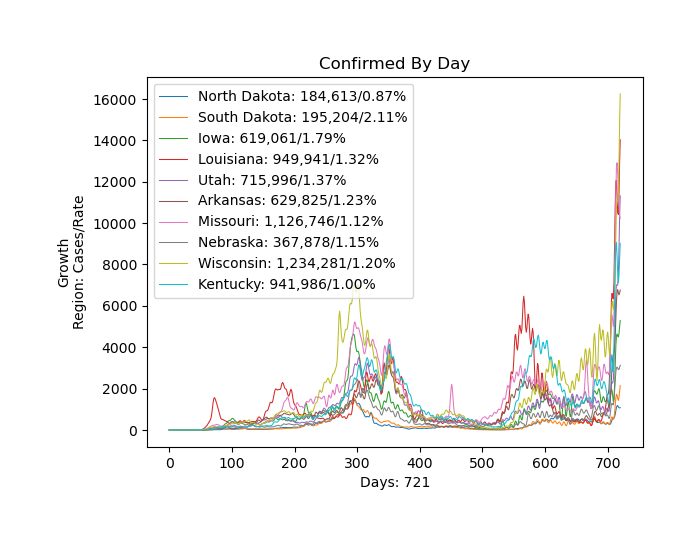 Confirmed By Day
North Dakota: 184,613/0.87%
South Dakota: 195,204/2.11%
Iowa: 619,061/1.79%
Louisiana: 949,941/1.32%
Utah: 715,996/1.37%
Arkansas: 629,825/1.23%
Missouri: 1,126,746/1.12%
Nebraska: 367,878/1.15%
Wisconsin: 1,234,281/1.20%
Kentucky: 941,986/1.00%
16000
14000
12000
10000
8000
6000
4000
2000
0
Growth
Region: Cases/Rate
0 100 200 300 400 500 600 700
Days: 721